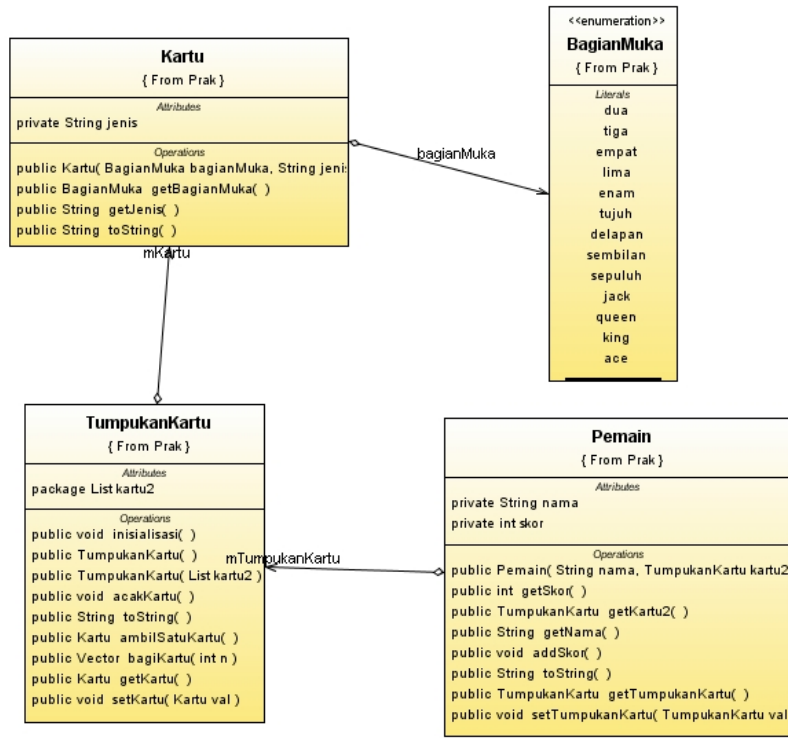 Kartu
{ From Prak }
Attributes
private String jenis
Operations
public Kartu( BagianMuka bagianMuka, String jeni
public BagianMuka getBagianMuka( )
public String getJenis( )
public String toString( )
mKartu
bagianMuka
<<enumeration>>
BagianMuka
{ From Prak }
Literals
dua
tiga
empat
lima
enam
tujuh
delapan
sembilan
sepuluh
jack
queen
king
ace
TumpukanKartu
{ From Prak }
Attributes
package List kartu2
Operations
public void inisialisasi( )
public TumpukanKartu( )
public TumpukanKartu( List kartu2 )
public void acakKartu( )
public String toString( )
public Kartu ambilSatuKartu( )
public Vector bagiKartu( int n )
public Kartu getKartu( )
public void setKartu( Kartu val )
mTumpukanKartu
Pemain
{ From Prak }
Attributes
private String nama
private int skor
Operations
public Pemain( String nama, TumpukanKartu kartu2
public int getSkor( )
public TumpukanKartu getKartu2( )
public String getNama( )
public void addSkor( )
public String toString( )
public TumpukanKartu getTumpukanKartu( )
public void setTumpukanKartu( TumpukanKartu val